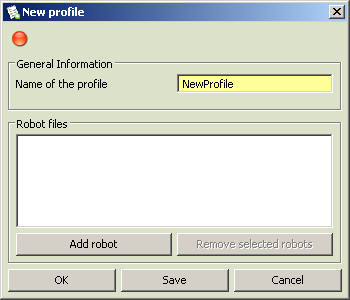 New profile
General Information
Name of the profile NewProfile
Robot files
Add robot Remove selected robots
OK Save Cancel